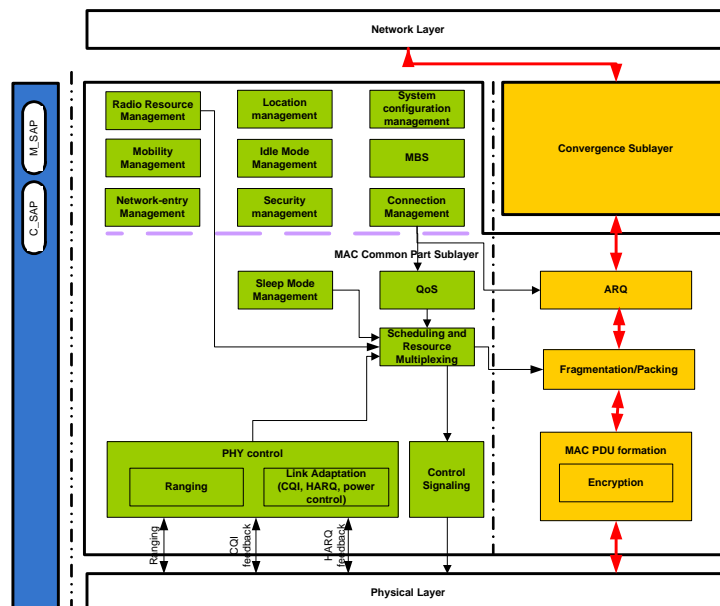 Network Layer
M_SAP
C_SAP
Radio Resource
Management
Location
management
System
configuration
management
Mobility
Management
Idle Mode
Management
MBS
Network-entry
Management
Security
management
Connection
Management
Convergence Sublayer
MAC Common Part Sublayer
Sleep Mode
Management
QoS
ARQ
Scheduling and
Resource
Multiplexing
Fragmentation/Packing
PHY control
Ranging
Link Adaptation
(CQI, HARQ, power
control)
Control
Signaling
MAC PDU formation
Encryption
Ranging
CQI
feedback
HARQ
feedback
Physical Layer